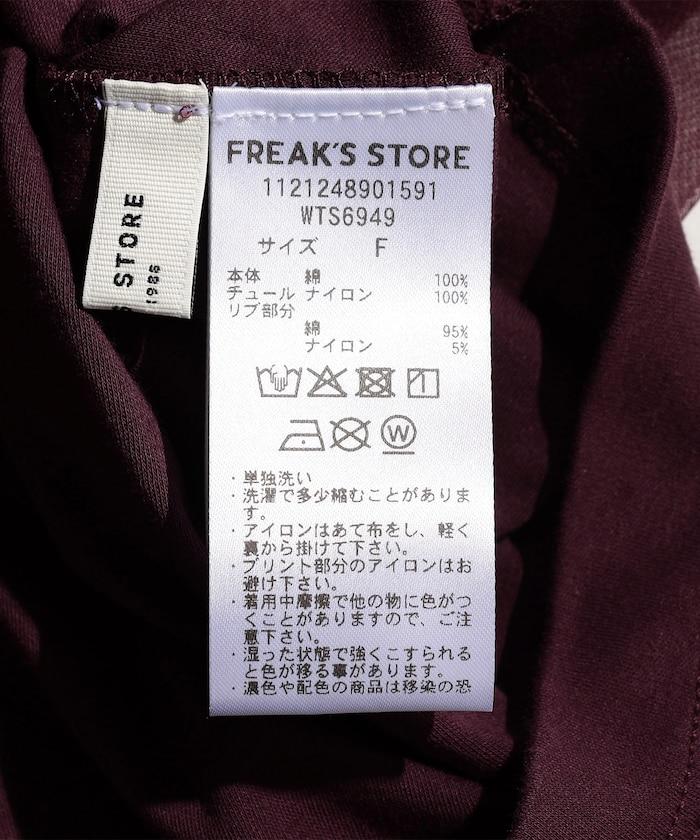 STORE
1986
FREAK'S STORE
1121248901591
WTS6949
サイズ F
本体 綿 100%
チュール ナイロン 100%
リブ部分
綿 95%
ナイロン 5%
W
・単独洗い
・洗濯で多少縮むことがありま
す。
・アイロンはあて布をし、軽く
裏から掛けて下さい。
・プリント部分のアイロンはお
避け下さい。
・着用中摩擦で他の物に色がつ
くことがありますので、ご注
意下さい。
・湿った状態で強くこすられる
と色が移る事があります。
・濃色や配色の商品は移染の恐